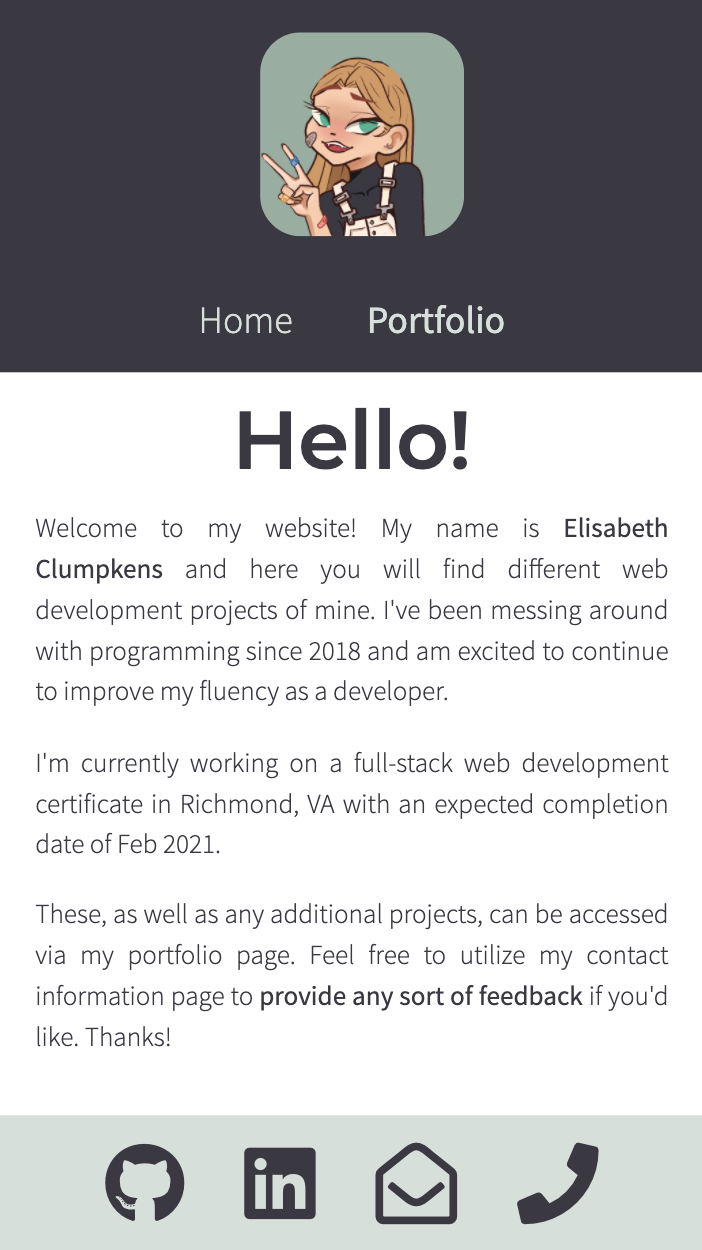 Home Portfolio
Hello!
Welcome to my website! My name is Elisabeth
Clumpkens and here you will find different web
development projects of mine. I've been messing around
with programming since 2018 and am excited to continue
to improve my fluency as a developer.
I'm currently working on a full-stack web development
certificate in Richmond, VA with an expected completion
date of Feb 2021.
These, as well as any additional projects, can be accessed
via my portfolio page. Feel free to utilize my contact
information page to provide any sort of feedback if you'd
like. Thanks!
in